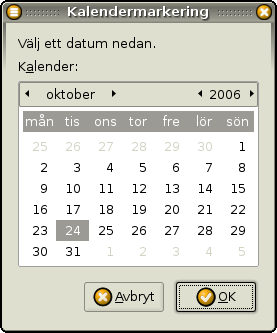 Kalendermarkering
Välj ett datum nedan.
Kalender:
oktober 2006
mån tis ons tor fre lör sön
25 26 27 28 29 30 1
2 3 4 5 6 7 8
9 10 11 12 13 14 15
16 17 18 19 20 21 22
23 24 25 26 27 28 29
30 31 1 2 3 4 5
Avbryt OK